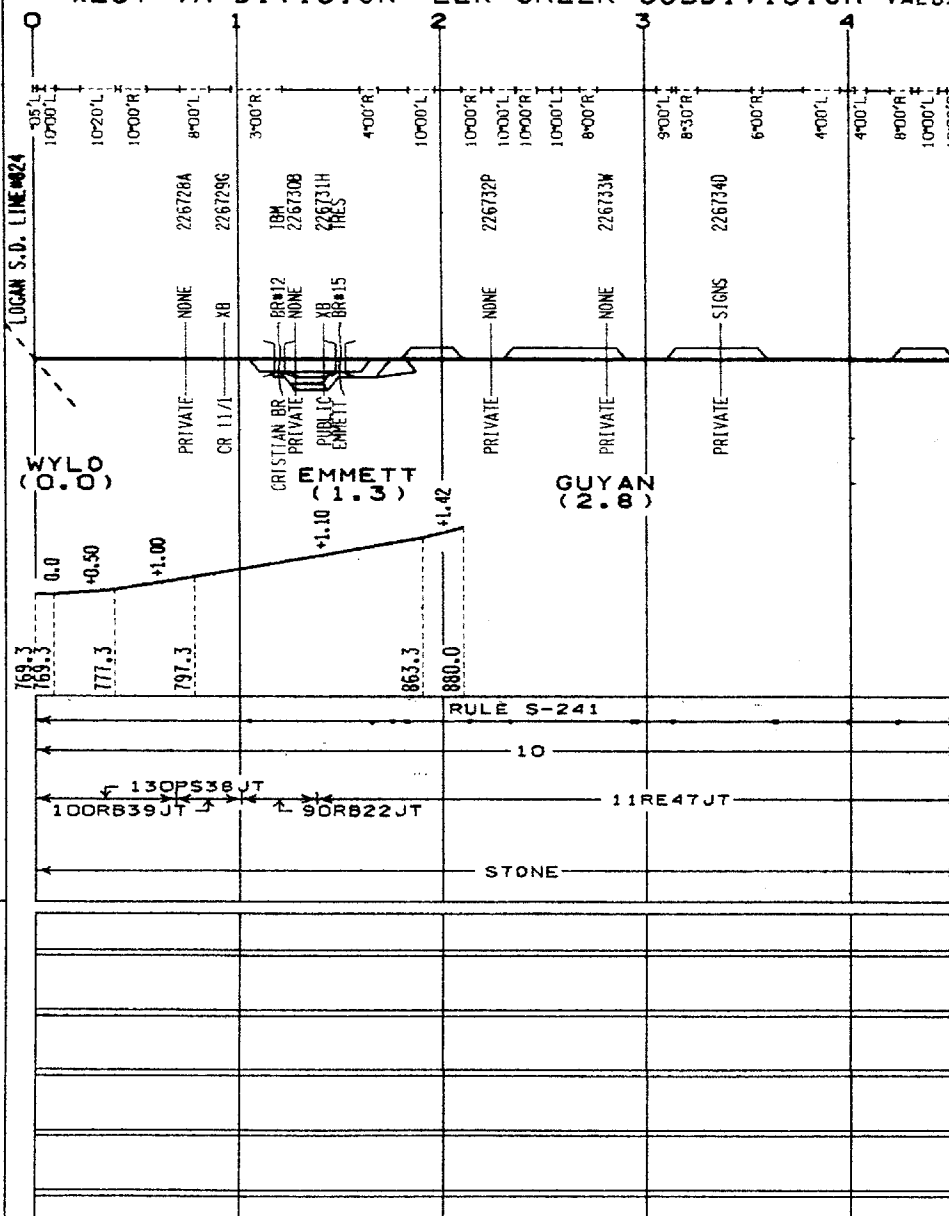 DIVISION ELK CREEK SUBDIVISION
0 1 2 3 4
10°00'L
10°20'L
10°00'R
8°00'L
3°00'R
4°00'R
10°00'L
10°00'R
10°00'L
10°00'R
10°00'L
8°00'R
9°00'L
8°30'R
6°00'R
4°00'L
4°00'L
8°00'R
10°00'L
LOGAN S.D. LINE#824
226728A
226729G
IBM
226730B
226731H
TRES
226732P
226733W
226734D
NONE
XB
BR#12
NONE
XB
BR#15
NONE
NONE
SIGNS
PRIVATE
CR 11/1
CRISTIAN BR
PRIVATE
PUBLIC
EMMETT
PRIVATE
PRIVATE
PRIVATE
WYLO
(0.0)
EMMETT
(1.3)
GUYAN
(2.8)
0.0
+0.50
+1.00
+1.10
+1.42
769.3
769.3
777.3
797.3
863.3
880.0
RULE S-241
10
130PS38JT
100RB39JT
90RB22JT
11RE47JT
STONE